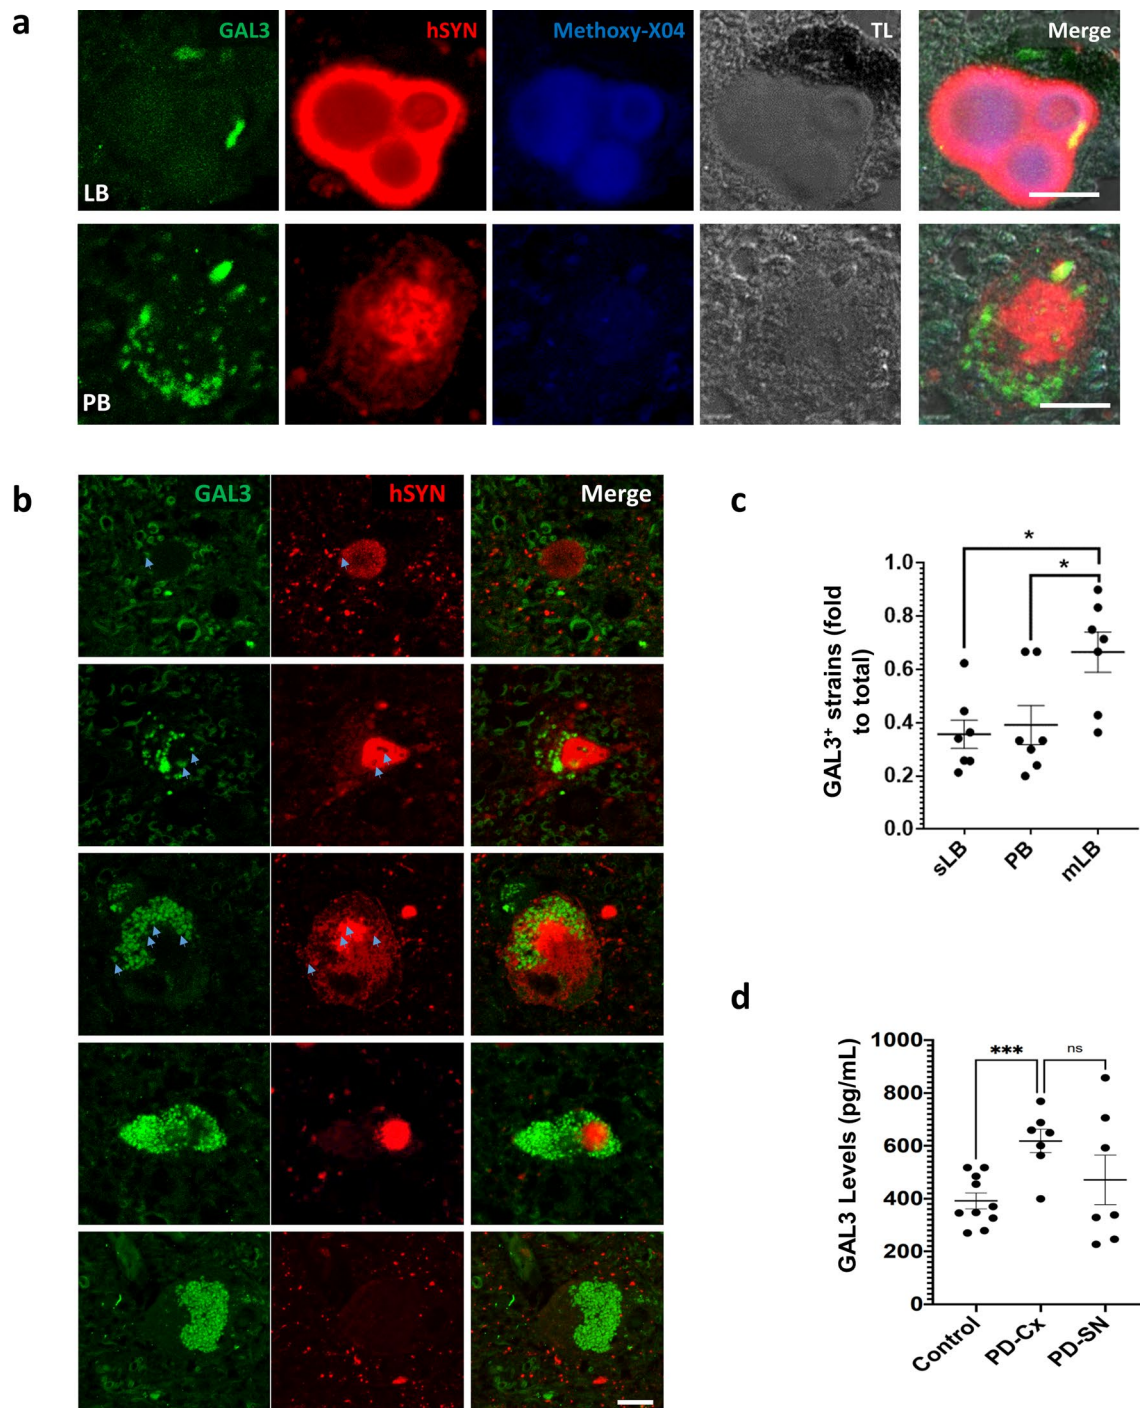 a
GAL3
hSYN
Methoxy-X04
TL
Merge
LB
PB
b
GAL3
hSYN
Merge
c
*
*
1.0
0.8
0.6
0.4
0.2
0.0
GAL3⁺ strains (fold
to total)
sLB
PB
mLB
d
***
ns
1000
800
600
400
200
0
GAL3 Levels (pg/mL)
Control
PD-Cx
PD-SN